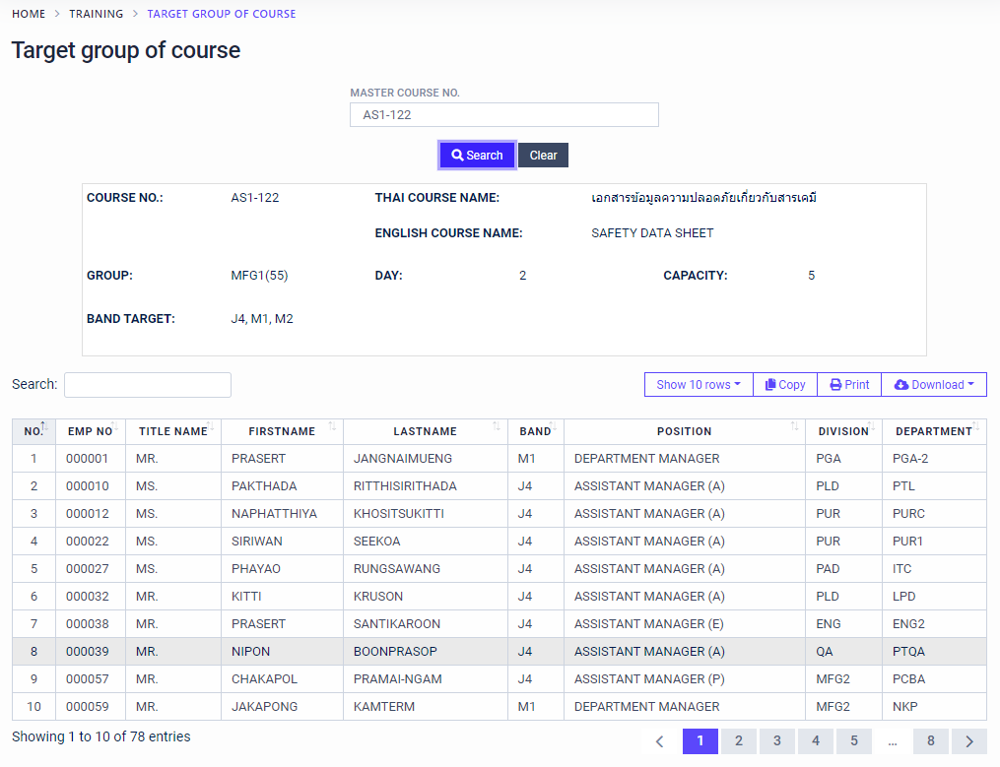 HOME > TRAINING > TARGET GROUP OF COURSE
Target group of course
MASTER COURSE NO.
AS1-122
Search Clear
COURSE NO.: AS1-122 THAI COURSE NAME: เอกสารข้อมูลความปลอดภัยเกี่ยวกับสารเคมี
ENGLISH COURSE NAME: SAFETY DATA SHEET
GROUP: MFG1(55) DAY: 2 CAPACITY: 5
BAND TARGET: J4, M1, M2
Search: Show 10 rows Copy Print Download
NO. EMP NO TITLE NAME FIRSTNAME LASTNAME BAND POSITION DIVISION DEPARTMENT
1 000001 MR. PRASERT JANGNAIMUENG M1 DEPARTMENT MANAGER PGA PGA-2
2 000010 MS. PAKTHADA RITTHISIRITHADA J4 ASSISTANT MANAGER (A) PLD PTL
3 000012 MS. NAPHATTHIYA KHOSITSUKITTI J4 ASSISTANT MANAGER (A) PUR PURC
4 000022 MS. SIRIWAN SEEKOA J4 ASSISTANT MANAGER (A) PUR PUR1
5 000027 MS. PHAYAO RUNGSAWANG J4 ASSISTANT MANAGER (A) PAD ITC
6 000032 MR. KITTI KRUSON J4 ASSISTANT MANAGER (A) PLD LPD
7 000038 MR. PRASERT SANTIKAROON J4 ASSISTANT MANAGER (E) ENG ENG2
8 000039 MR. NIPON BOONPRASOP J4 ASSISTANT MANAGER (A) QA PTQA
9 000057 MR. CHAKAPOL PRAMAI-NGAM J4 ASSISTANT MANAGER (P) MFG2 PCBA
10 000059 MR. JAKAPONG KAMTERM M1 DEPARTMENT MANAGER MFG2 NKP
Showing 1 to 10 of 78 entries < 1 2 3 4 5 ... 8 >